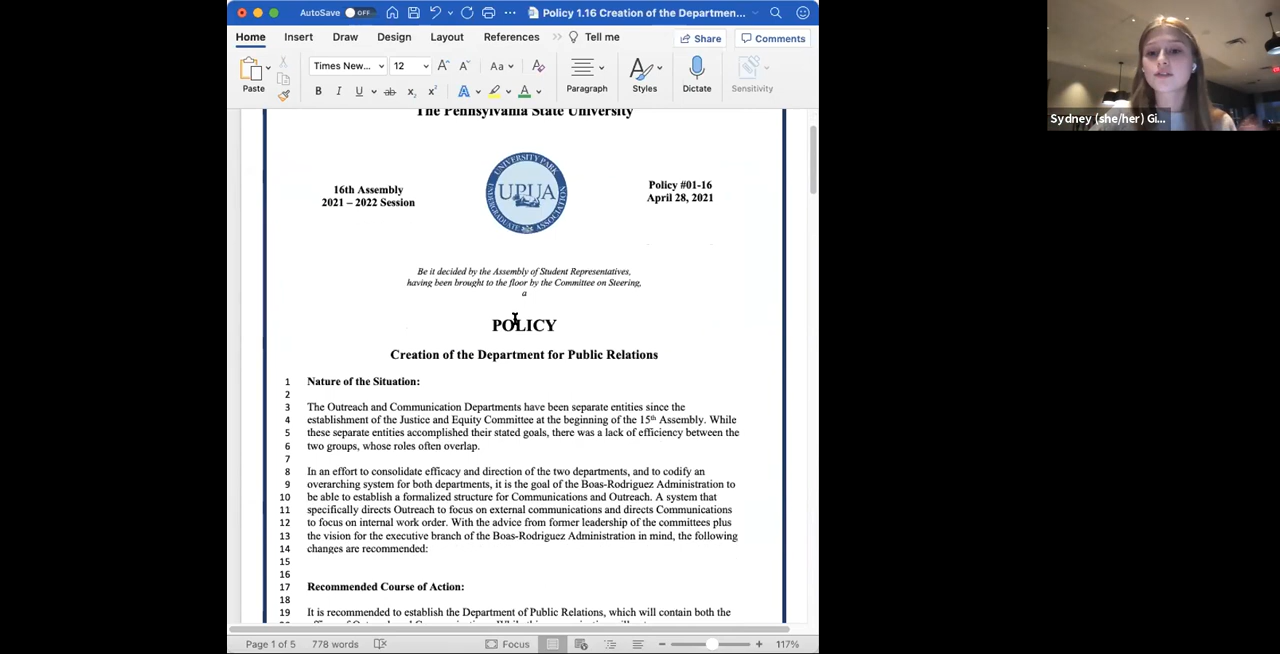 AutoSave OFF
Policy 1.16 Creation of the Departmen...
Home Insert Draw Design Layout References Tell me Share Comments
Paste
Times New... 12
Aa
B I U ab x₂ x² A A
Paragraph
Styles
Dictate
Sensitivity
The Pennsylvania State University
16th Assembly
2021 – 2022 Session
UNIVERSITY PARK
UPUA
UNDERGRADUATE ASSOCIATION
Policy #01-16
April 28, 2021
Be it decided by the Assembly of Student Representatives,
having been brought to the floor by the Committee on Steering,
a
POLICY
Creation of the Department for Public Relations
1 Nature of the Situation:
2
3 The Outreach and Communication Departments have been separate entities since the
4 establishment of the Justice and Equity Committee at the beginning of the 15th Assembly. While
5 these separate entities accomplished their stated goals, there was a lack of efficiency between the
6 two groups, whose roles often overlap.
7
8 In an effort to consolidate efficacy and direction of the two departments, and to codify an
9 overarching system for both departments, it is the goal of the Boas-Rodriguez Administration to
10 be able to establish a formalized structure for Communications and Outreach. A system that
11 specifically directs Outreach to focus on external communications and directs Communications
12 to focus on internal work order. With the advice from former leadership of the committees plus
13 the vision for the executive branch of the Boas-Rodriguez Administration in mind, the following
14 changes are recommended:
15
16
17 Recommended Course of Action:
18
19 It is recommended to establish the Department of Public Relations, which will contain both the
Page 1 of 5 778 words Focus 117%
Sydney (she/her) Gi...